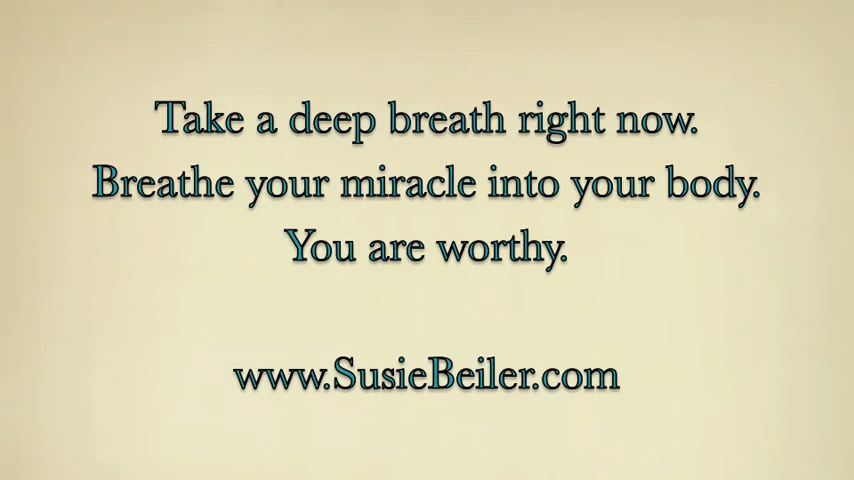 Take a deep breath right now.
Breathe your miracle into your body.
You are worthy.
www.SusieBeiler.com